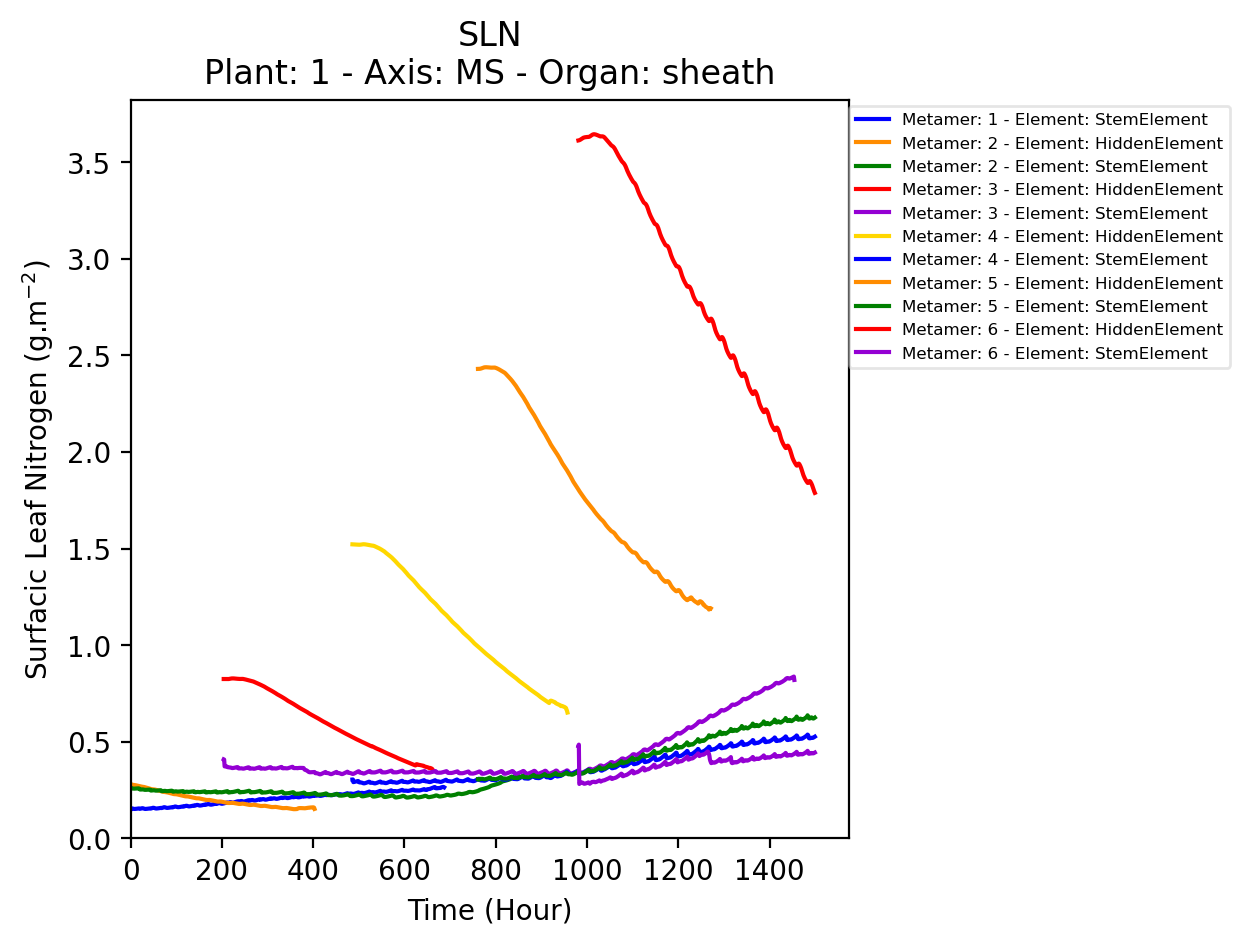 SLN
Plant: 1 - Axis: MS - Organ: sheath
Surfacic Leaf Nitrogen (g.m⁻²)
3.5
3.0
2.5
2.0
1.5
1.0
0.5
0.0
0 200 400 600 800 1000 1200 1400
Time (Hour)
Metamer: 1 - Element: StemElement
Metamer: 2 - Element: HiddenElement
Metamer: 2 - Element: StemElement
Metamer: 3 - Element: HiddenElement
Metamer: 3 - Element: StemElement
Metamer: 4 - Element: HiddenElement
Metamer: 4 - Element: StemElement
Metamer: 5 - Element: HiddenElement
Metamer: 5 - Element: StemElement
Metamer: 6 - Element: HiddenElement
Metamer: 6 - Element: StemElement